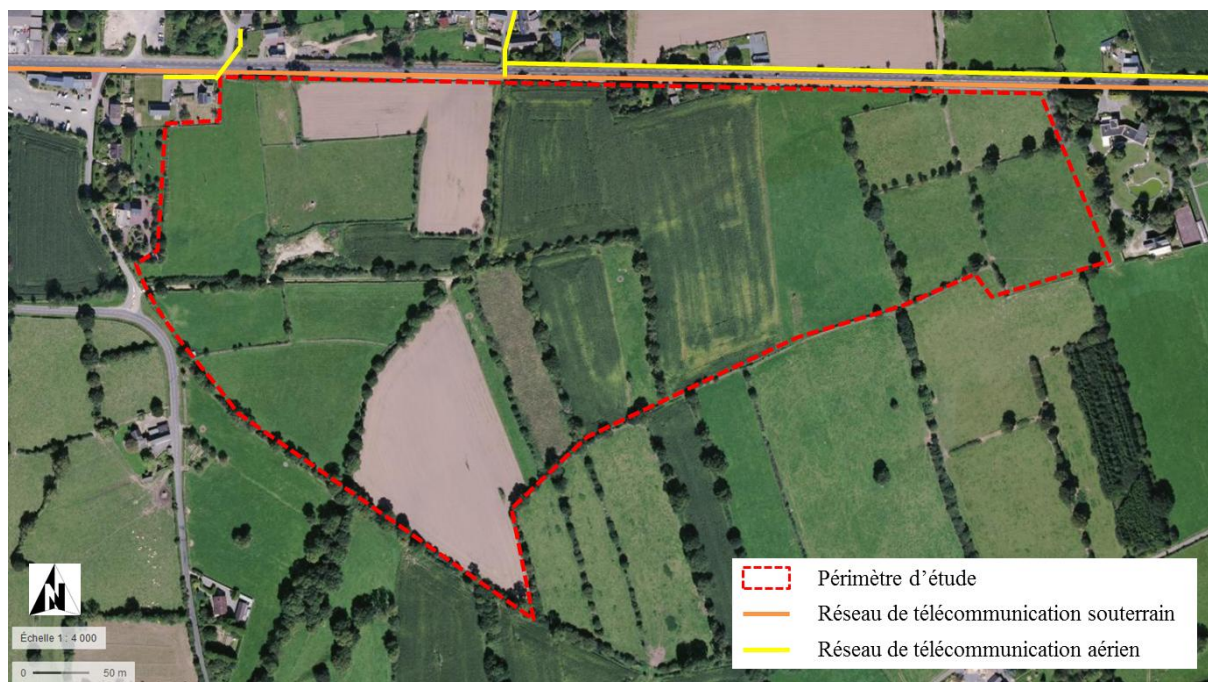 N
Échelle 1 : 4 000
0 50 m
Périmètre d'étude
Réseau de télécommunication souterrain
Réseau de télécommunication aérien